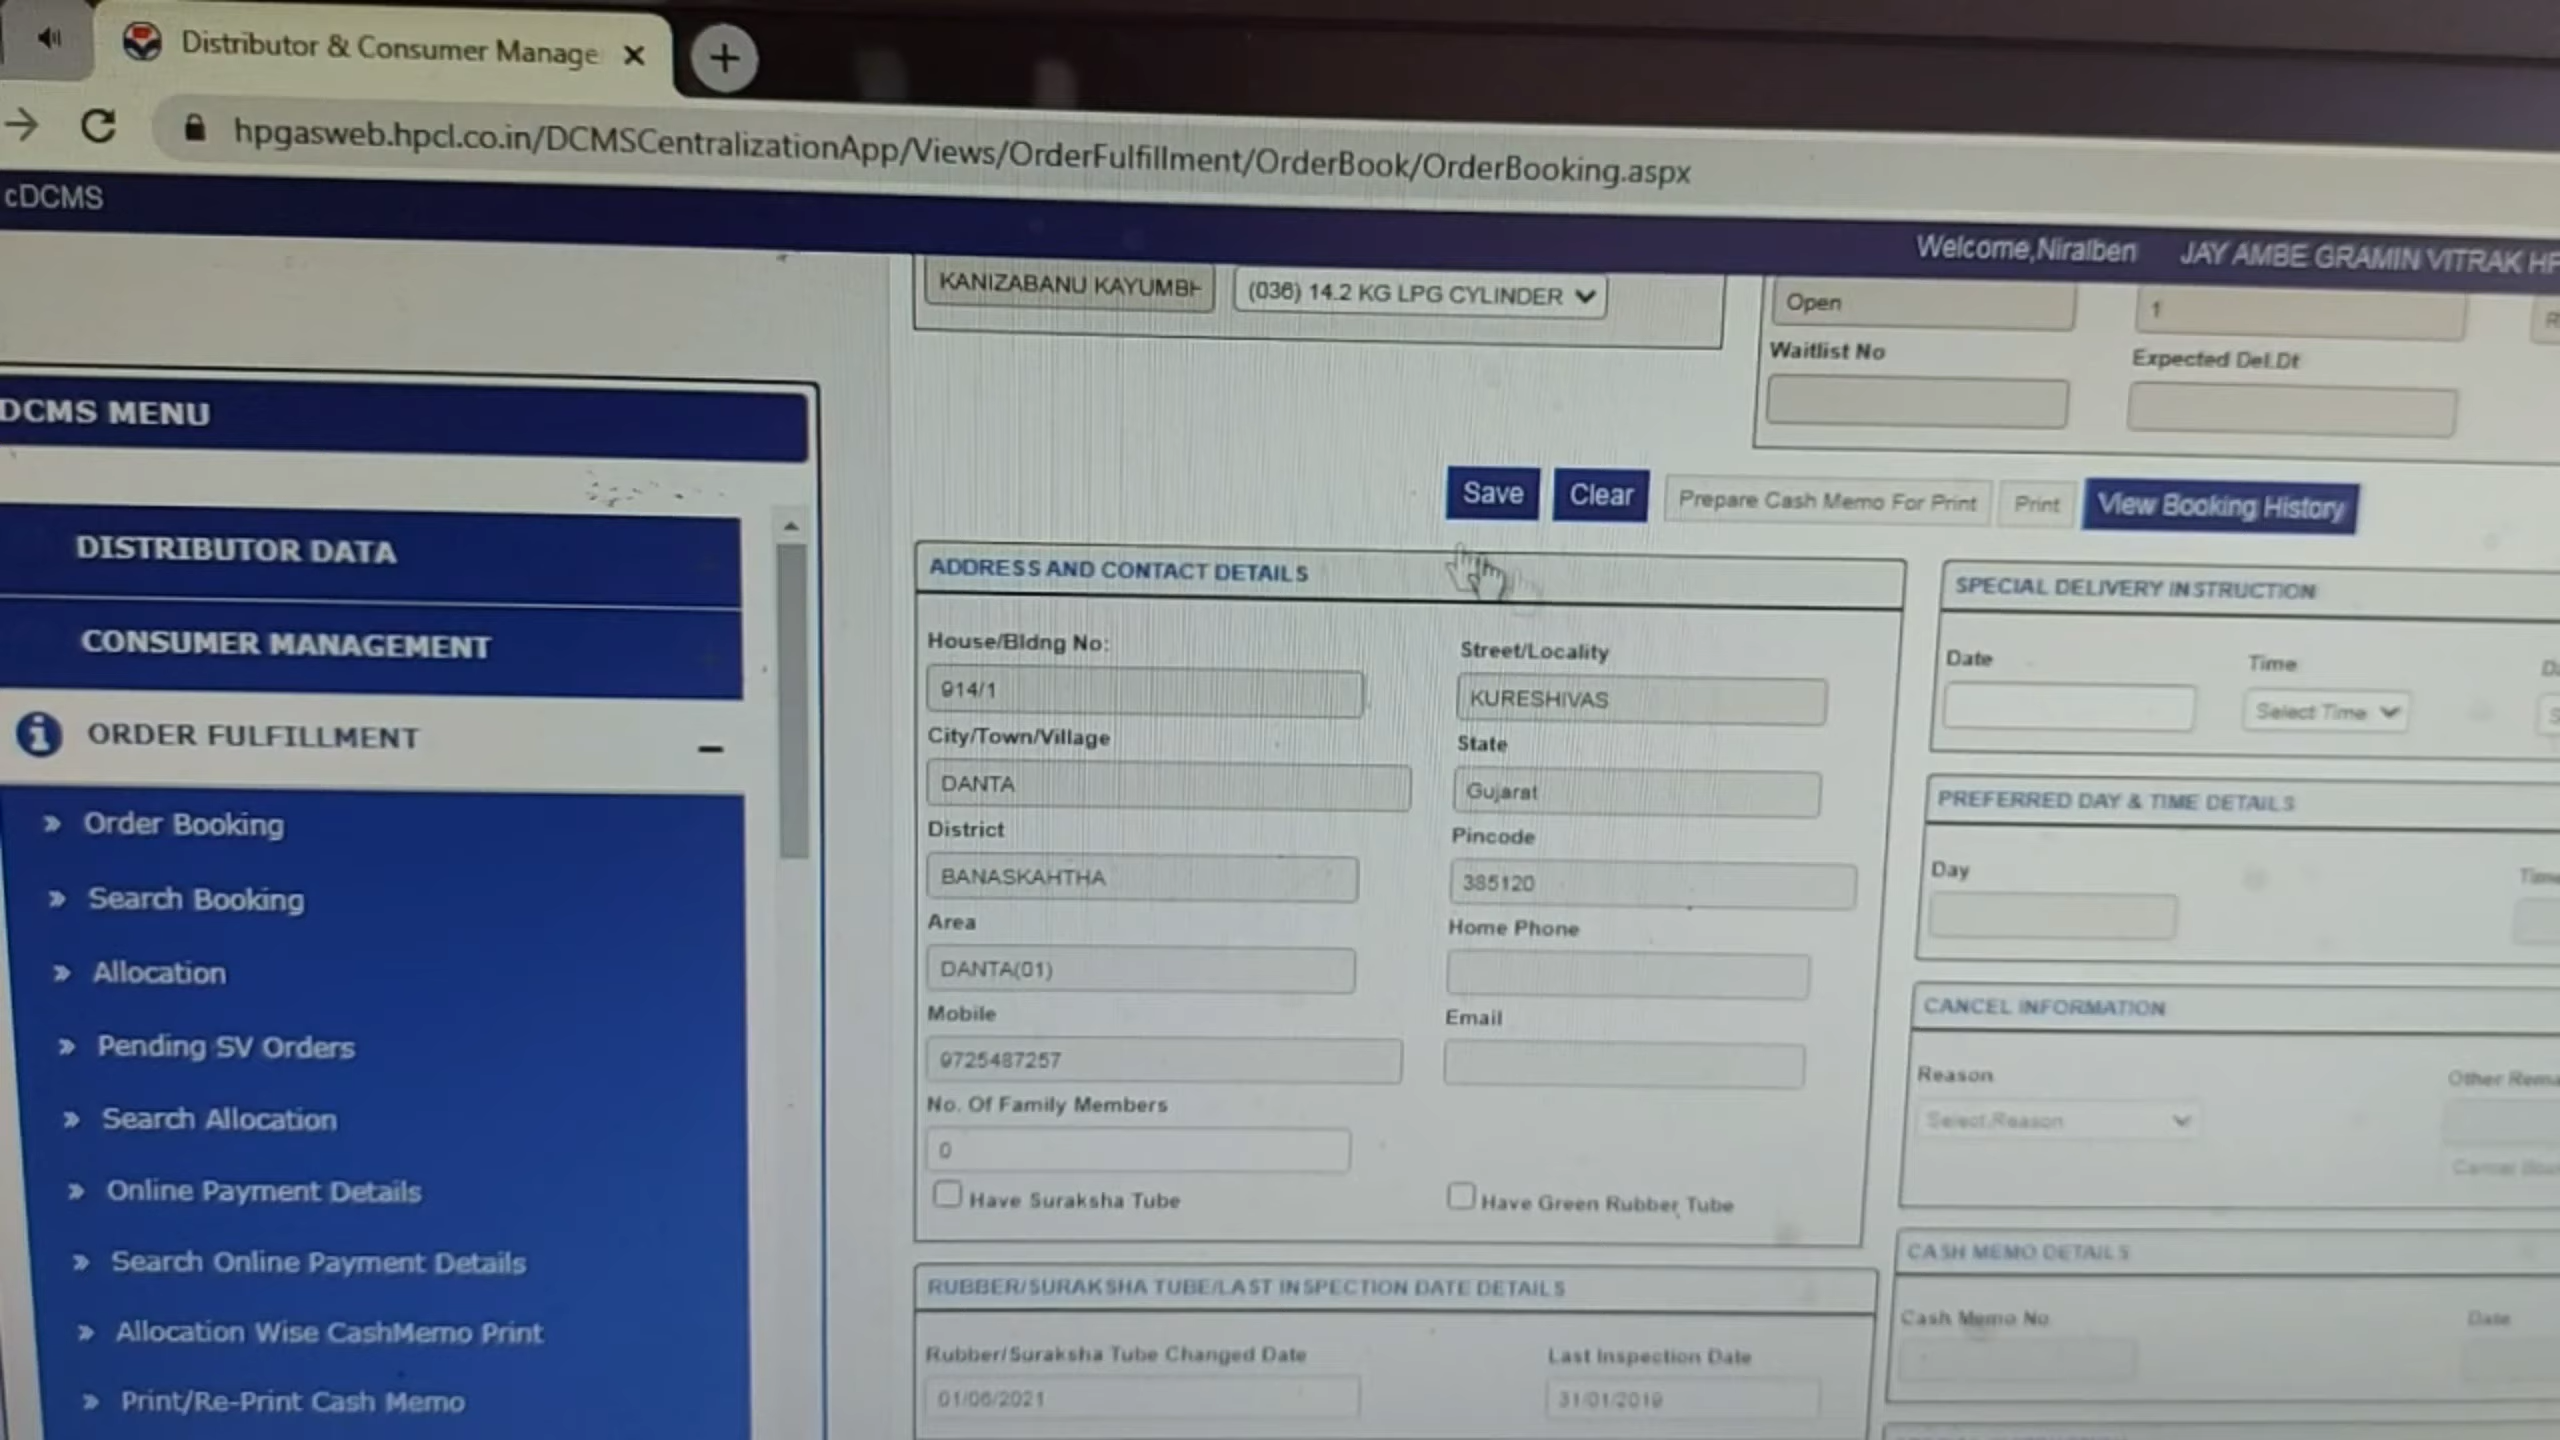 Distributor & Consumer Manage
hpgasweb.hpcl.co.in/DCMSCentralizationApp/Views/OrderFulfillment/OrderBook/OrderBooking.aspx
cDCMS
Welcome,Niralben JAY AMBE GRAMIN VITRAK HP
KANIZABANU KAYUMBH (036) 14.2 KG LPG CYLINDER
Open 1
Waitlist No Expected Del.Dt
DCMS MENU
DISTRIBUTOR DATA
CONSUMER MANAGEMENT
ORDER FULFILLMENT
Order Booking
Search Booking
Allocation
Pending SV Orders
Search Allocation
Online Payment Details
Search Online Payment Details
Allocation Wise CashMemo Print
Print/Re-Print Cash Memo
Save Clear Prepare Cash Memo For Print Print View Booking History
ADDRESS AND CONTACT DETAILS
House/Bldng No: Street/Locality
914/1 KURESHIVAS
City/Town/Village State
DANTA Gujarat
District Pincode
BANASKAHTHA 385120
Area Home Phone
DANTA(01)
Mobile Email
9725487257
No. Of Family Members
0
Have Suraksha Tube Have Green Rubber Tube
RUBBER/SURAKSHA TUBE/LAST INSPECTION DATE DETAILS
Rubber/Suraksha Tube Changed Date Last Inspection Date
01/06/2021 31/01/2019
SPECIAL DELIVERY INSTRUCTION
Date Time
Select Time
PREFERRED DAY & TIME DETAILS
Day Time
CANCEL INFORMATION
Reason Other Rema
Select Reason
CASH MEMO DETAILS
Cash Memo No Date